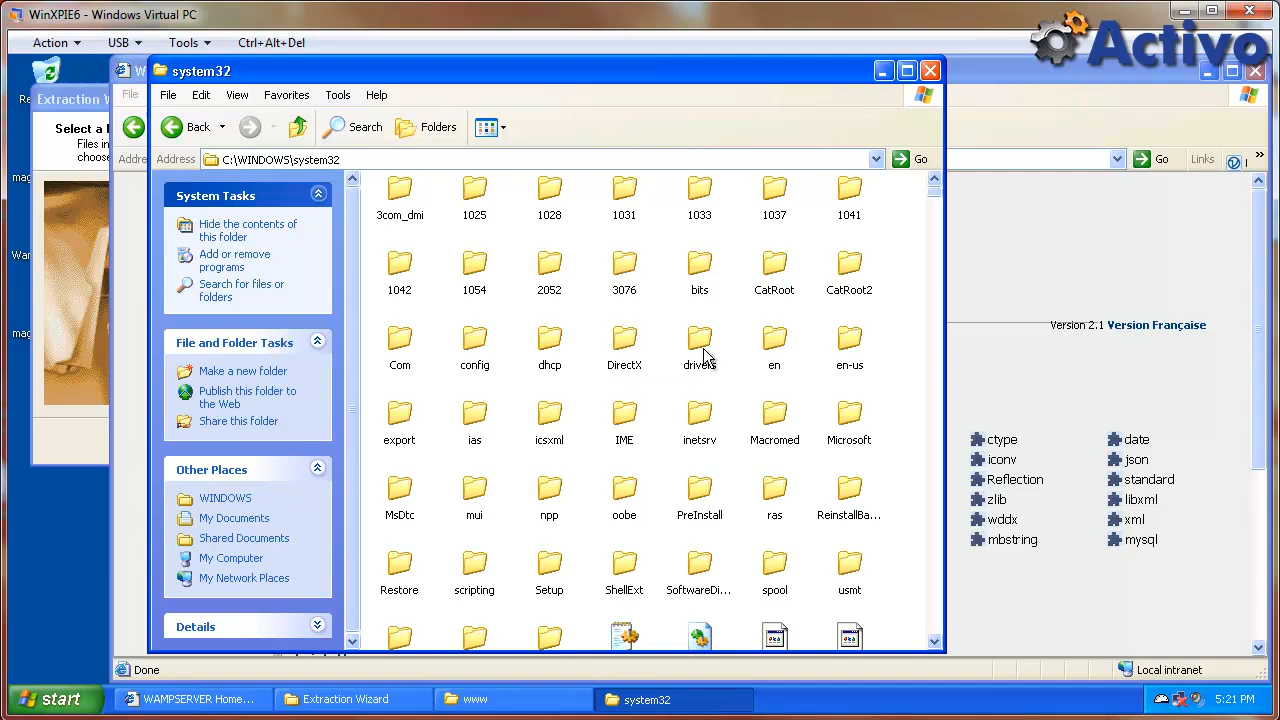 WinXPIE6 - Windows Virtual PC
Action USB Tools Ctrl+Alt+Del
Activo
system32
Extraction
File Edit View Favorites Tools Help
File
Select a
Files in
choose
Back Search Folders
Address C:\WINDOWS\system32 Go
Addre
Go Links
System Tasks
Hide the contents of
this folder
Add or remove
programs
Search for files or
folders
File and Folder Tasks
Make a new folder
Publish this folder to
the Web
Share this folder
Other Places
WINDOWS
My Documents
Shared Documents
My Computer
My Network Places
Details
3com_dmi 1025 1028 1031 1033 1037 1041
1042 1054 2052 3076 bits CatRoot CatRoot2
Com config dhcp DirectX drivers en en-us
export ias icsxml IME inetsrv Macromed Microsoft
MsDtc mui npp oobe PreInstall ras ReinstallBa...
Restore scripting Setup ShellExt SoftwareDi... spool usmt
Version 2.1 Version Française
ctype date
iconv json
Reflection standard
zlib libxml
wddx xml
mbstring mysql
Done
Local intranet
start WAMPSERVER Home... Extraction Wizard www system32 5:21 PM